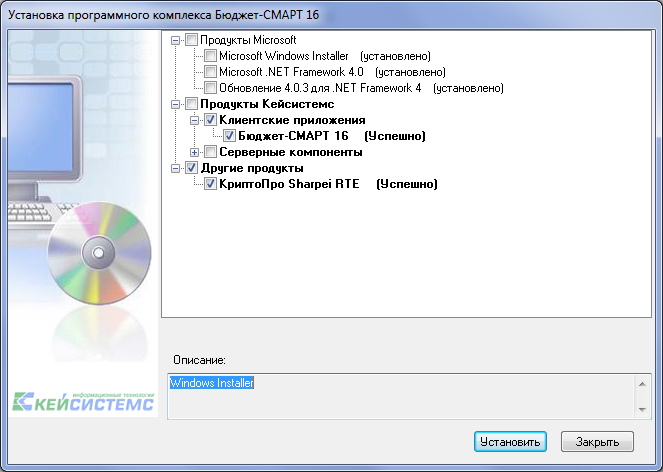 Установка программного комплекса Бюджет-СМАРТ 16
Продукты Microsoft
Microsoft Windows Installer (установлено)
Microsoft .NET Framework 4.0 (установлено)
Обновление 4.0.3 для .NET Framework 4 (установлено)
Продукты Кейсистемс
Клиентские приложения
Бюджет-СМАРТ 16 (Успешно)
Серверные компоненты
Другие продукты
КриптоПро Sharpei RTE (Успешно)
Описание:
Windows Installer
информационные технологии
КЕЙСИСТЕМС
Установить
Закрыть